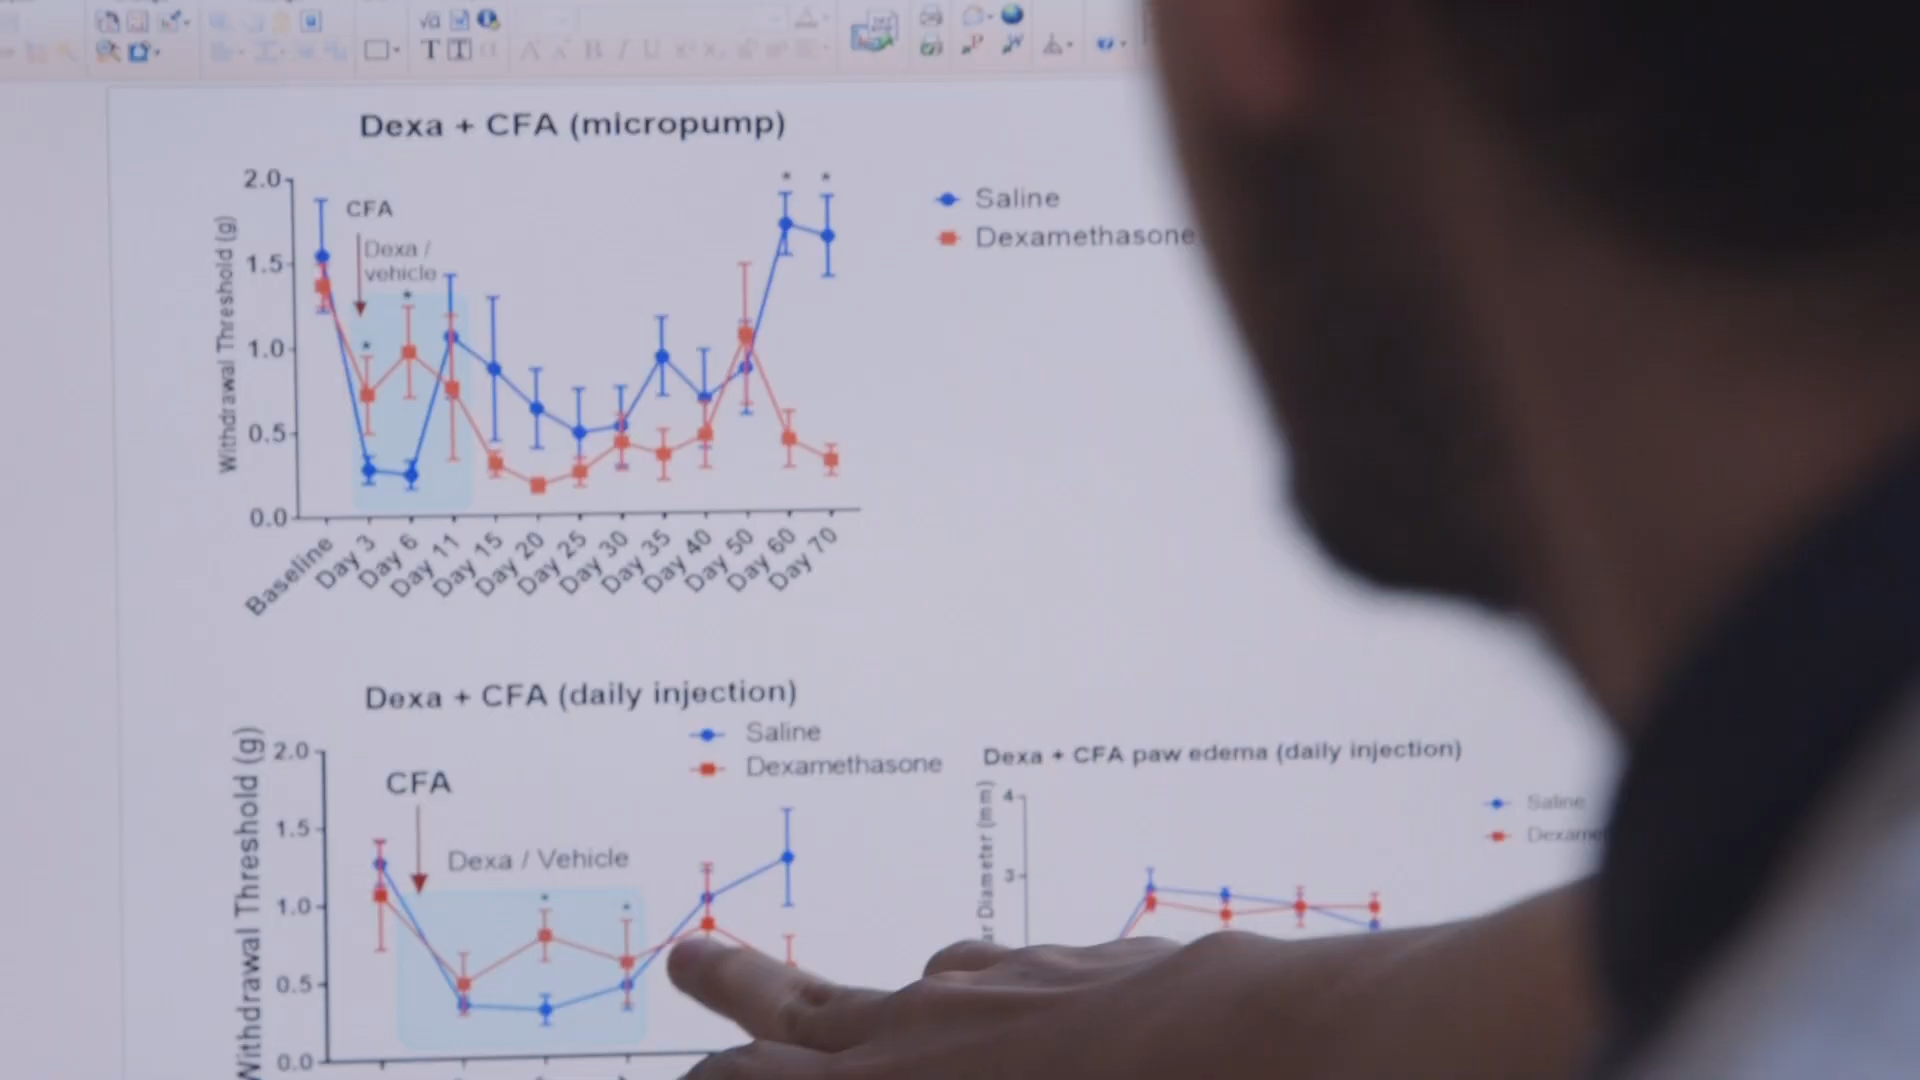 Dexa + CFA (micropump)
2.0
1.5
1.0
0.5
0.0
Withdrawal Threshold (g)
CFA
Dexa /
vehicle
*
*
*
*
Saline
Dexamethasone
Baseline
Day 3
Day 6
Day 11
Day 15
Day 20
Day 25
Day 30
Day 35
Day 40
Day 50
Day 60
Day 70
Dexa + CFA (daily injection)
Saline
Dexamethasone
2.0
1.5
1.0
0.5
0.0
Withdrawal Threshold (g)
CFA
Dexa / Vehicle
*
*
Dexa + CFA paw edema (daily injection)
4
3
Diameter (mm)
Saline